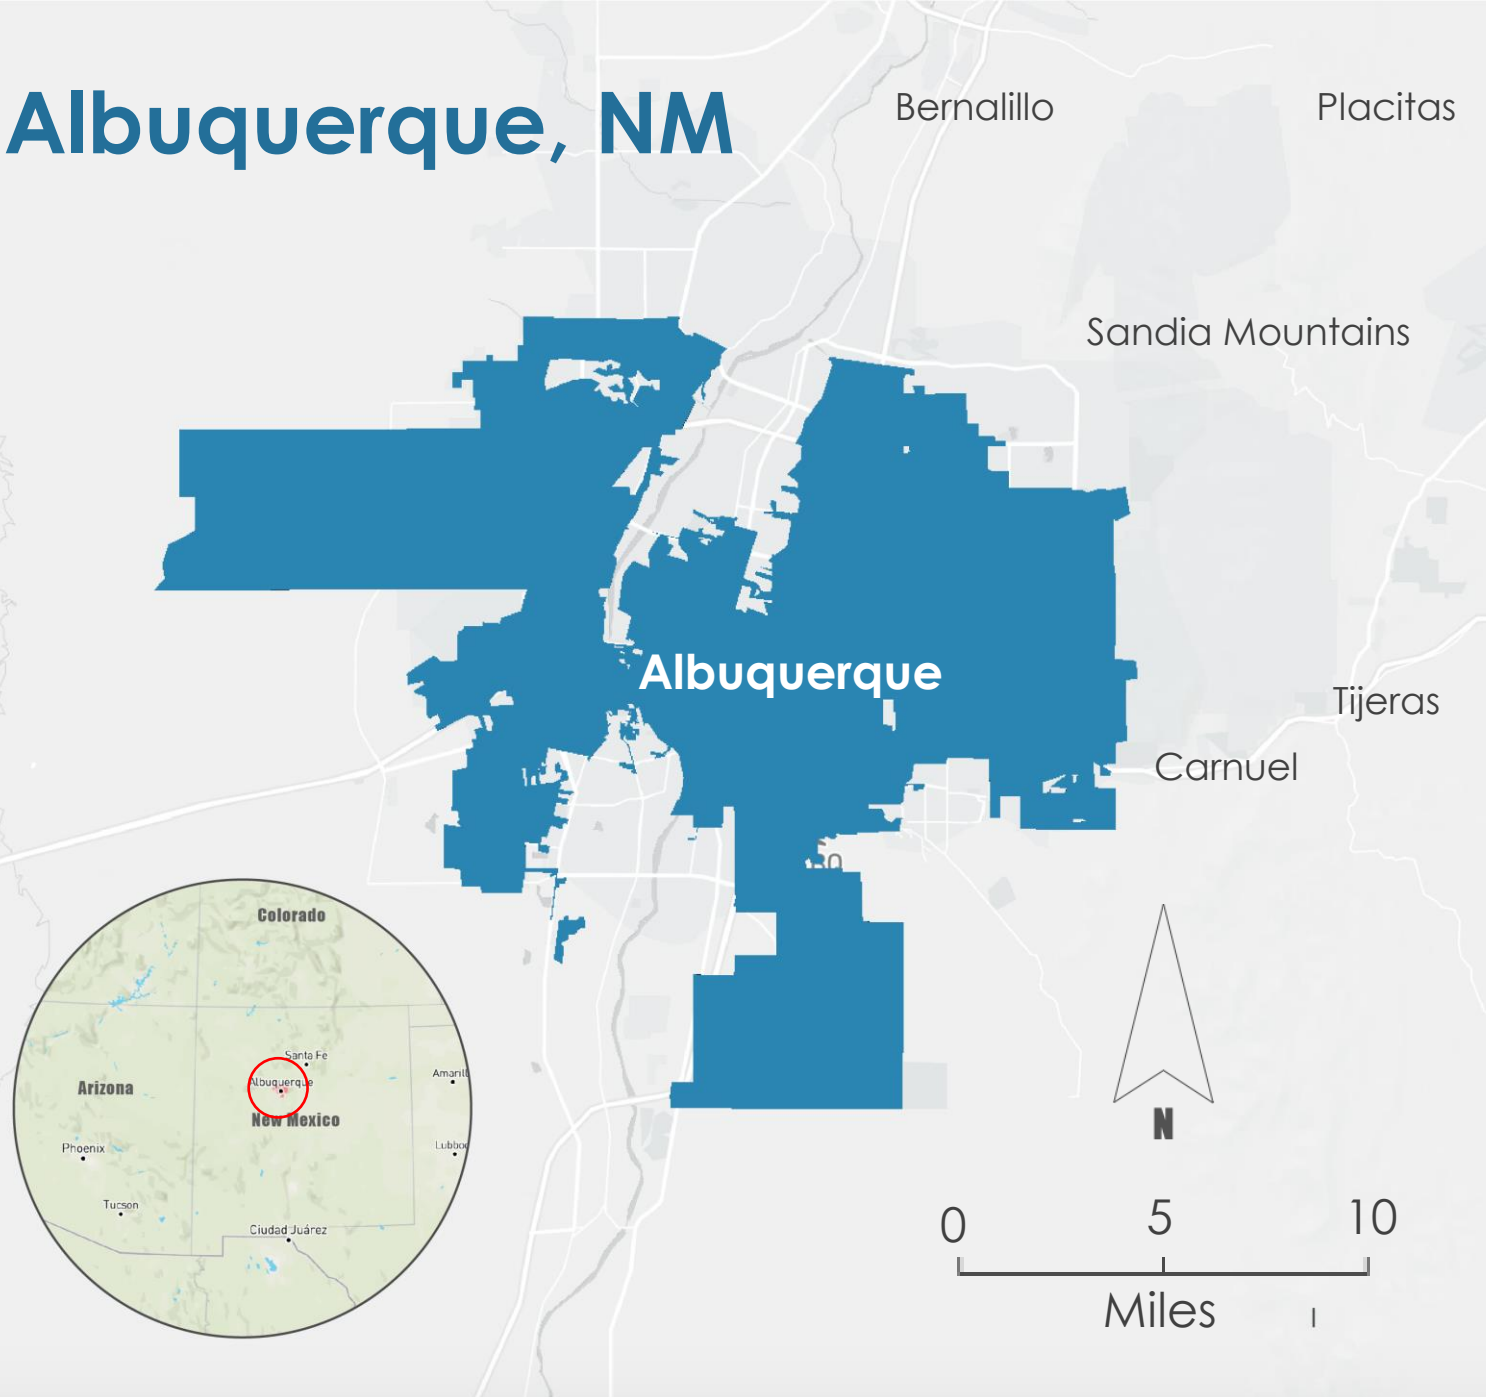 Albuquerque, NM
Bernalillo
Placitas
Sandia Mountains
Albuquerque
Tijeras
Carnuel
Colorado
Santa Fe
Albuquerque
Arizona
New Mexico
Phoenix
Tucson
Ciudad Juárez
N
0 5 10
Miles